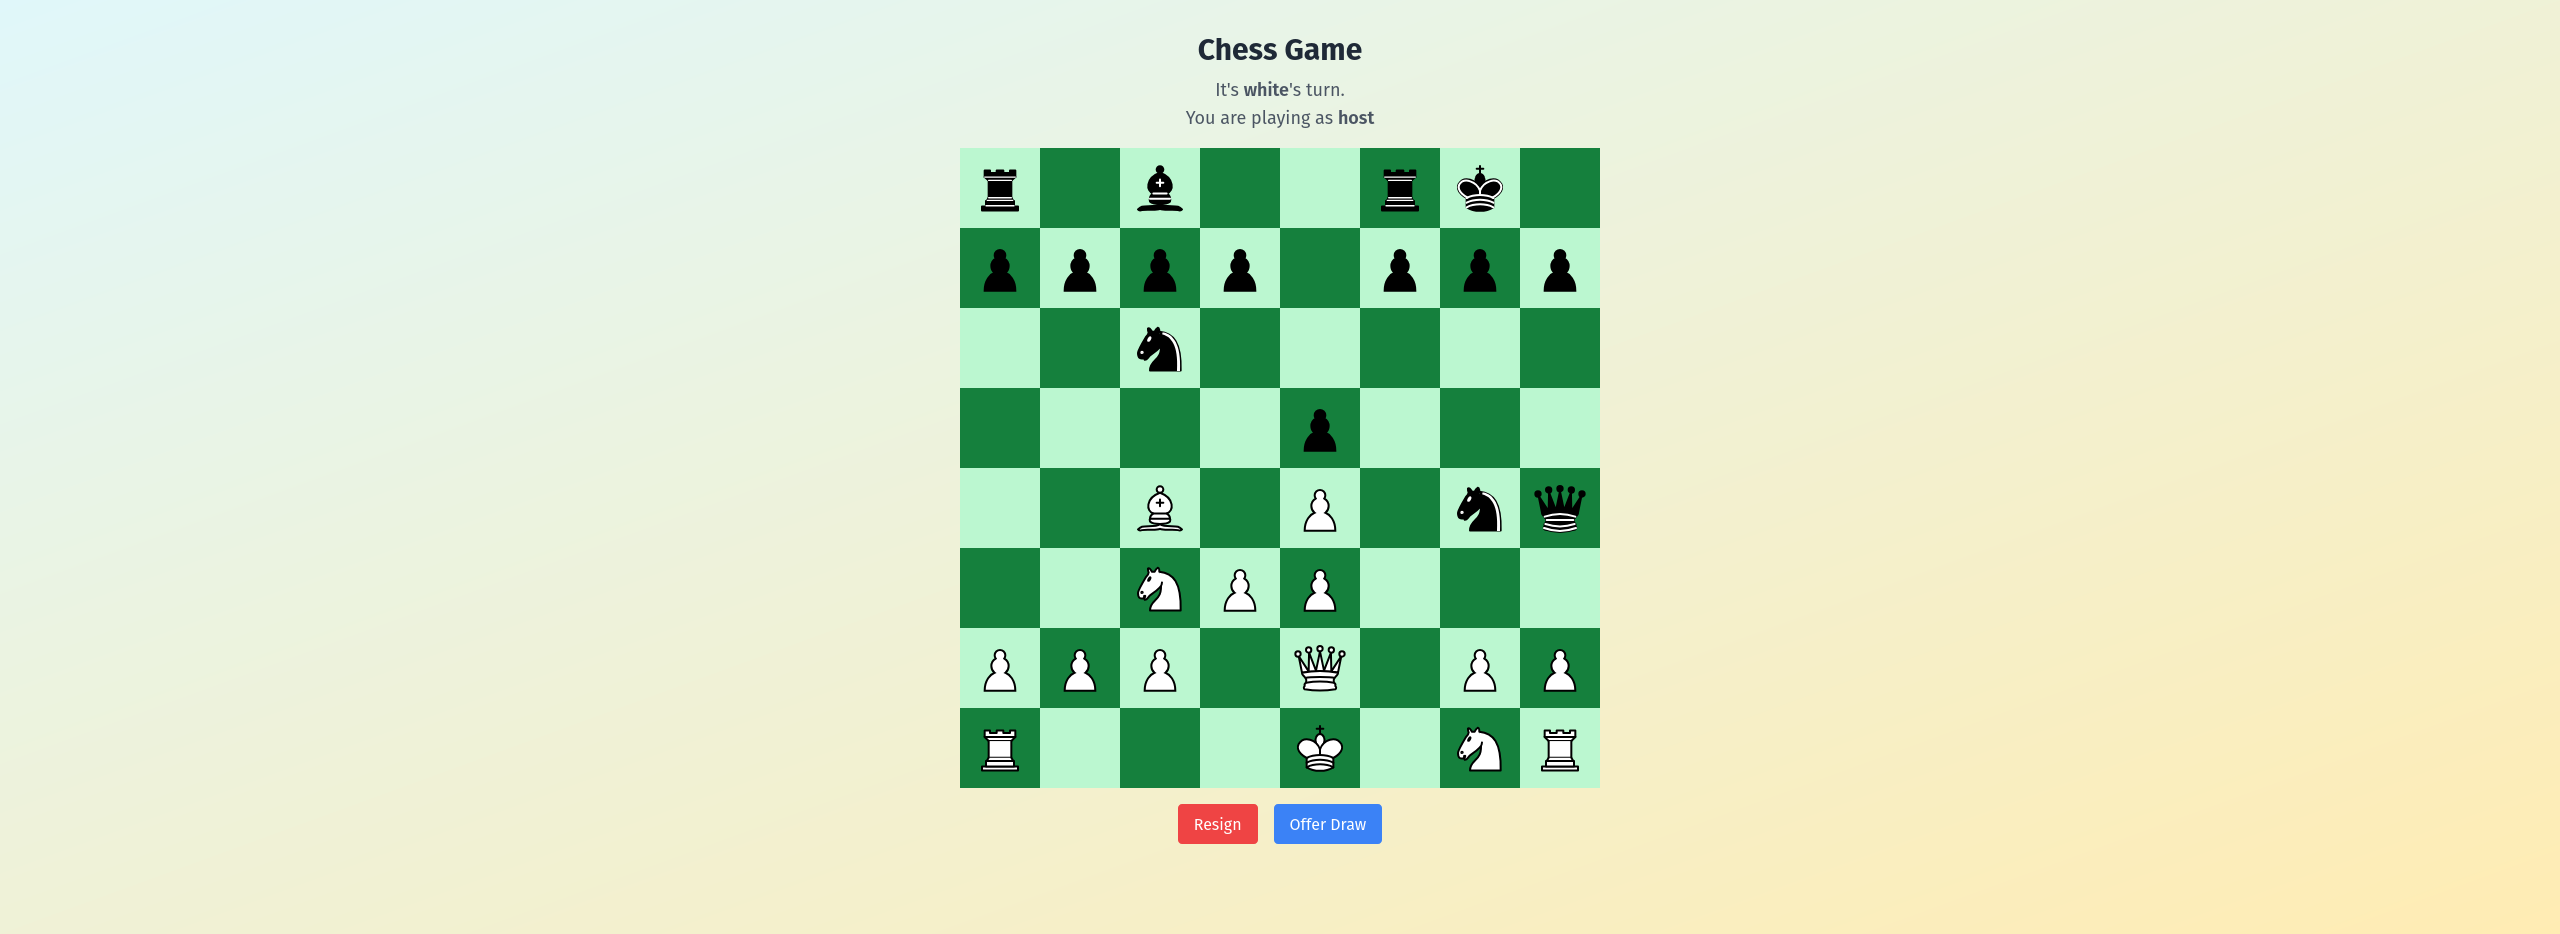 Chess Game
It's white's turn.
You are playing as host
Resign
Offer Draw